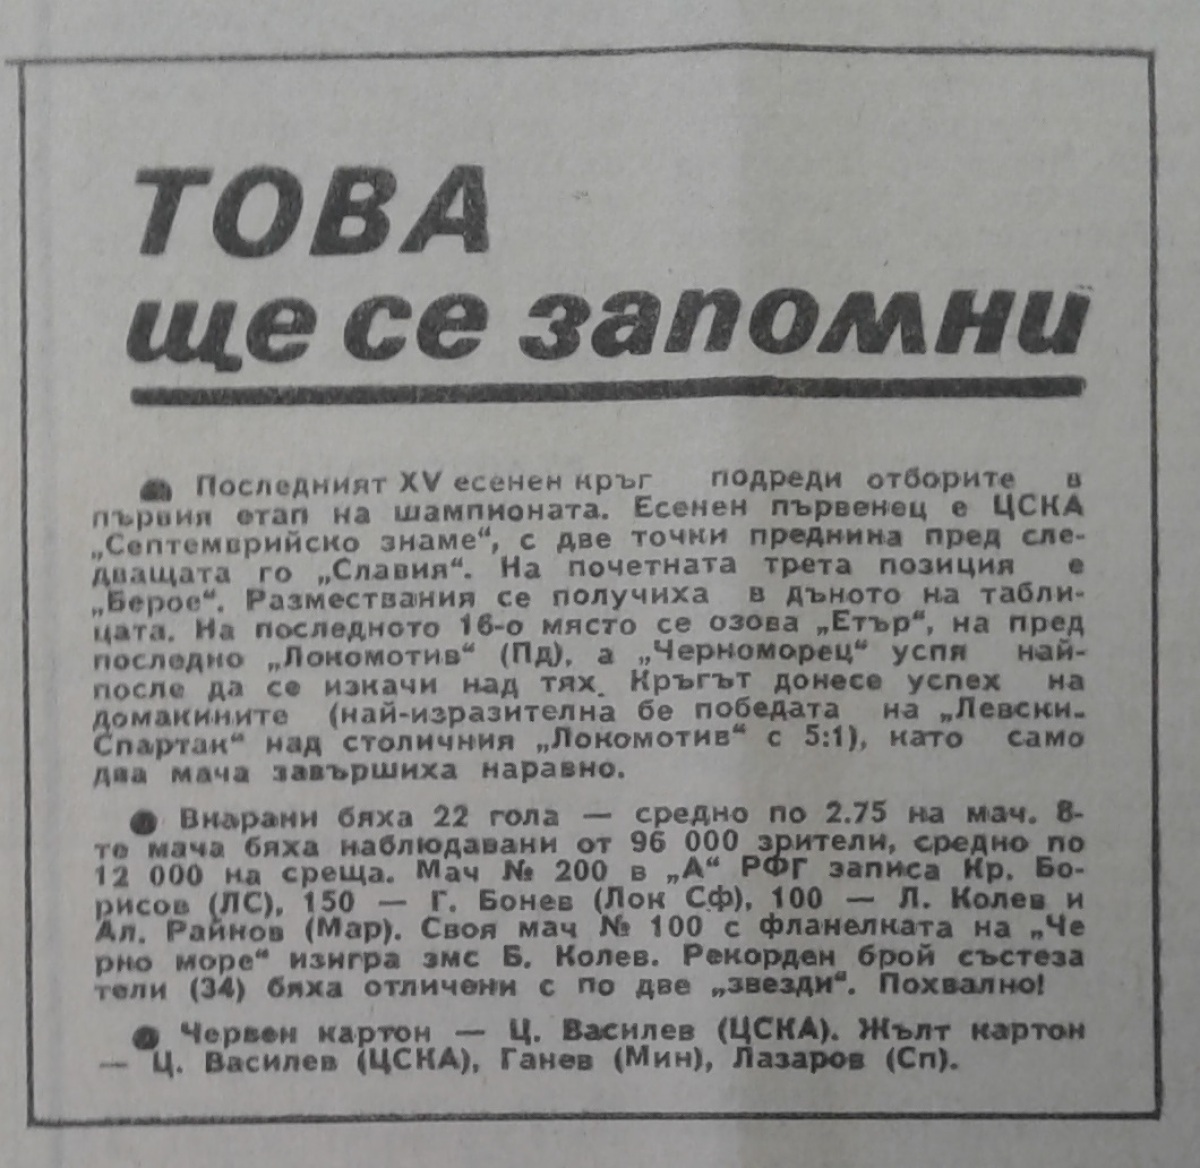 ТОВА
ще се запомни
● Последният XV есенен кръг подреди отборите в
първия етап на шампионата. Есенен първенец е ЦСКА
„Септемврийско знаме“, с две точки преднина пред сле-
дващата го „Славия“. На почетната трета позиция е
„Берое“. Размествания се получиха в дъното на табли-
цата. На последното 16-о място се озова „Етър“, на пред
последно „Локомотив“ (Пд), а „Черноморец“ успя най-
после да се изкачи над тях. Кръгът донесе успех на
домакините (най-изразителна бе победата на „Левски-
Спартак“ над столичния „Локомотив“ с 5:1), като само
два мача завършиха наравно.
● Вкарани бяха 22 гола — средно по 2.75 на мач. 8-
те мача бяха наблюдавани от 96 000 зрители, средно по
12 000 на среща. Мач № 200 в „А“ РФГ записа Кр. Бо-
рисов (ЛС), 150 — Г. Бонев (Лок Сф), 100 — Л. Колев и
Ал. Райнов (Мар). Своя мач № 100 с фланелката на „Че
рно море“ изигра змс Б. Колев. Рекорден брой състеза
тели (34) бяха отличени с по две „звезди“. Похвално!
● Червен картон — Ц. Василев (ЦСКА). Жълт картон
— Ц. Василев (ЦСКА), Ганев (Мин), Лазаров (Сп).